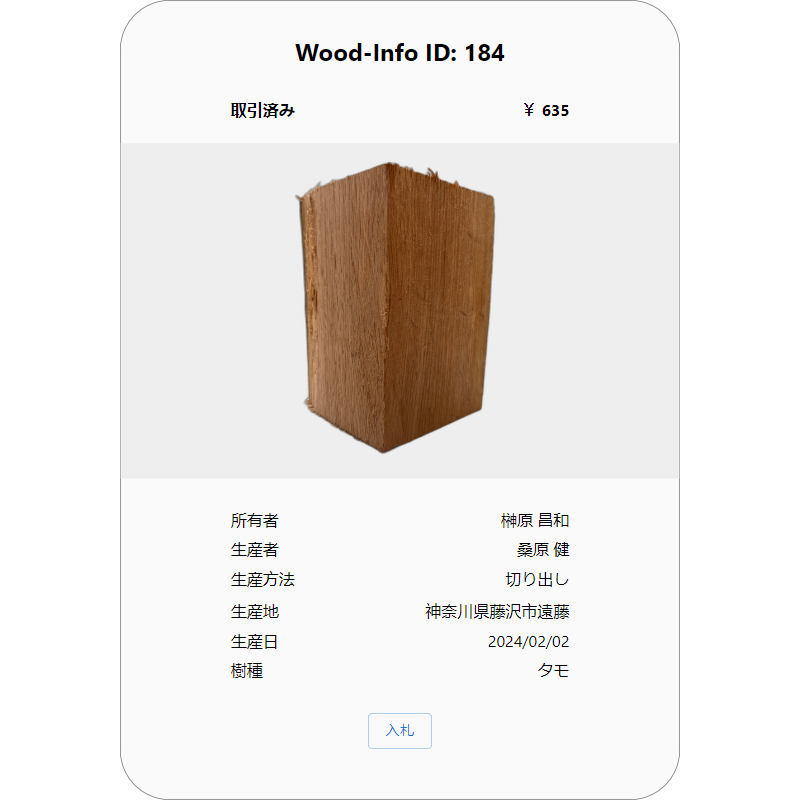 Wood-Info ID: 184
取引済み ￥ 635
所有者 榊原 昌和
生産者 桑原 健
生産方法 切り出し
生産地 神奈川県藤沢市遠藤
生産日 2024/02/02
樹種 タモ
入札